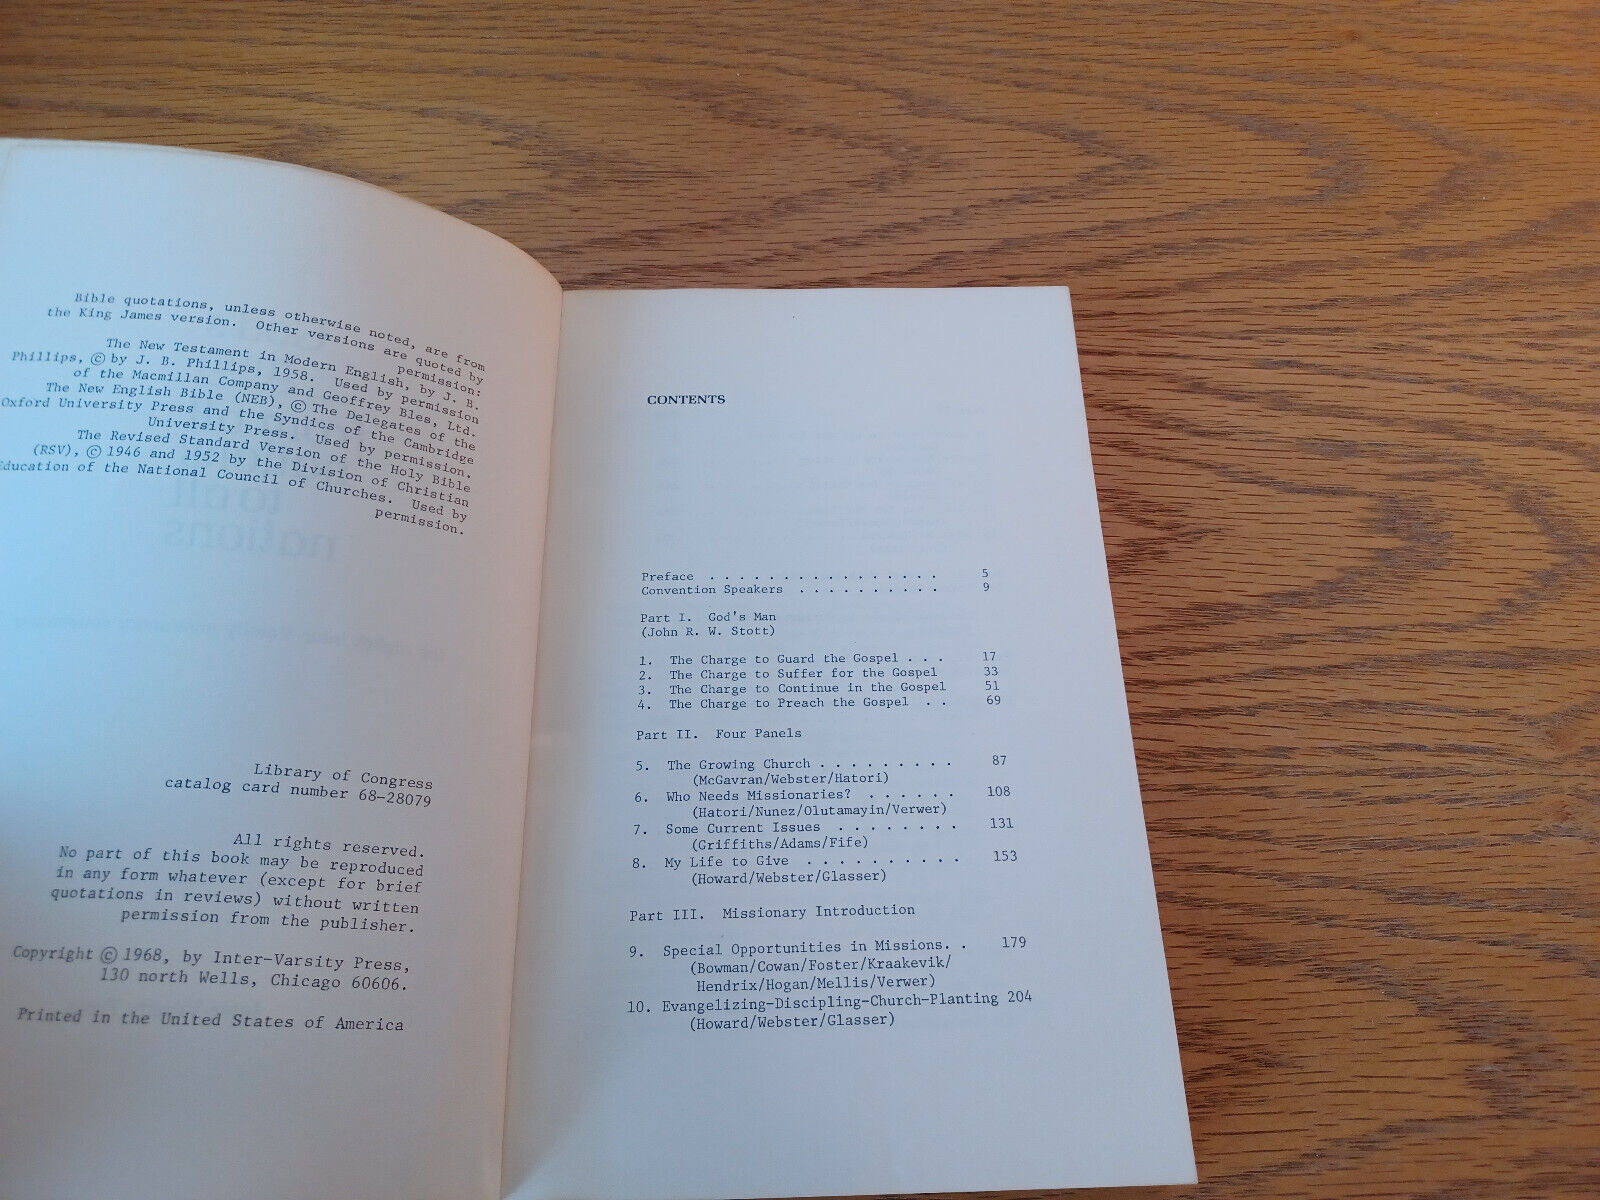 Bible quotations, unless otherwise noted, are from
the King James version. Other versions are quoted by
permission:
The New Testament in Modern English, by J. B.
Phillips, © by J. B. Phillips, 1958. Used by permission
of the Macmillan Company and Geoffrey Bles, Ltd.
The New English Bible (NEB), © The Delegates of the
Oxford University Press and the Syndics of the Cambridge
University Press. Used by permission.
The Revised Standard Version of the Holy Bible
(RSV), © 1946 and 1952 by the Division of Christian
Education of the National Council of Churches. Used by
permission.
Library of Congress
catalog card number 68-28079
All rights reserved.
No part of this book may be reproduced
in any form whatever (except for brief
quotations in reviews) without written
permission from the publisher.
Copyright © 1968, by Inter-Varsity Press,
130 north Wells, Chicago 60606.
Printed in the United States of America
CONTENTS
Preface . . . . . . . . . . . . . . . . 5
Convention Speakers . . . . . . . . . . 9
Part I. God's Man
(John R. W. Stott)
1. The Charge to Guard the Gospel . . . 17
2. The Charge to Suffer for the Gospel 33
3. The Charge to Continue in the Gospel 51
4. The Charge to Preach the Gospel . . 69
Part II. Four Panels
5. The Growing Church . . . . . . . . . 87
(McGavran/Webster/Hatori)
6. Who Needs Missionaries? . . . . . . 108
(Hatori/Nunez/Olutamayin/Verwer)
7. Some Current Issues . . . . . . . . 131
(Griffiths/Adams/Fife)
8. My Life to Give . . . . . . . . . . 153
(Howard/Webster/Glasser)
Part III. Missionary Introduction
9. Special Opportunities in Missions. . 179
(Bowman/Cowan/Foster/Kraakevik/
Hendrix/Hogan/Mellis/Verwer)
10. Evangelizing-Discipling-Church-Planting 204
(Howard/Webster/Glasser)